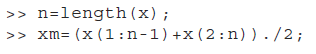 >> n=length(x);
>> xm=(x(1:n-1)+x(2:n))./2;